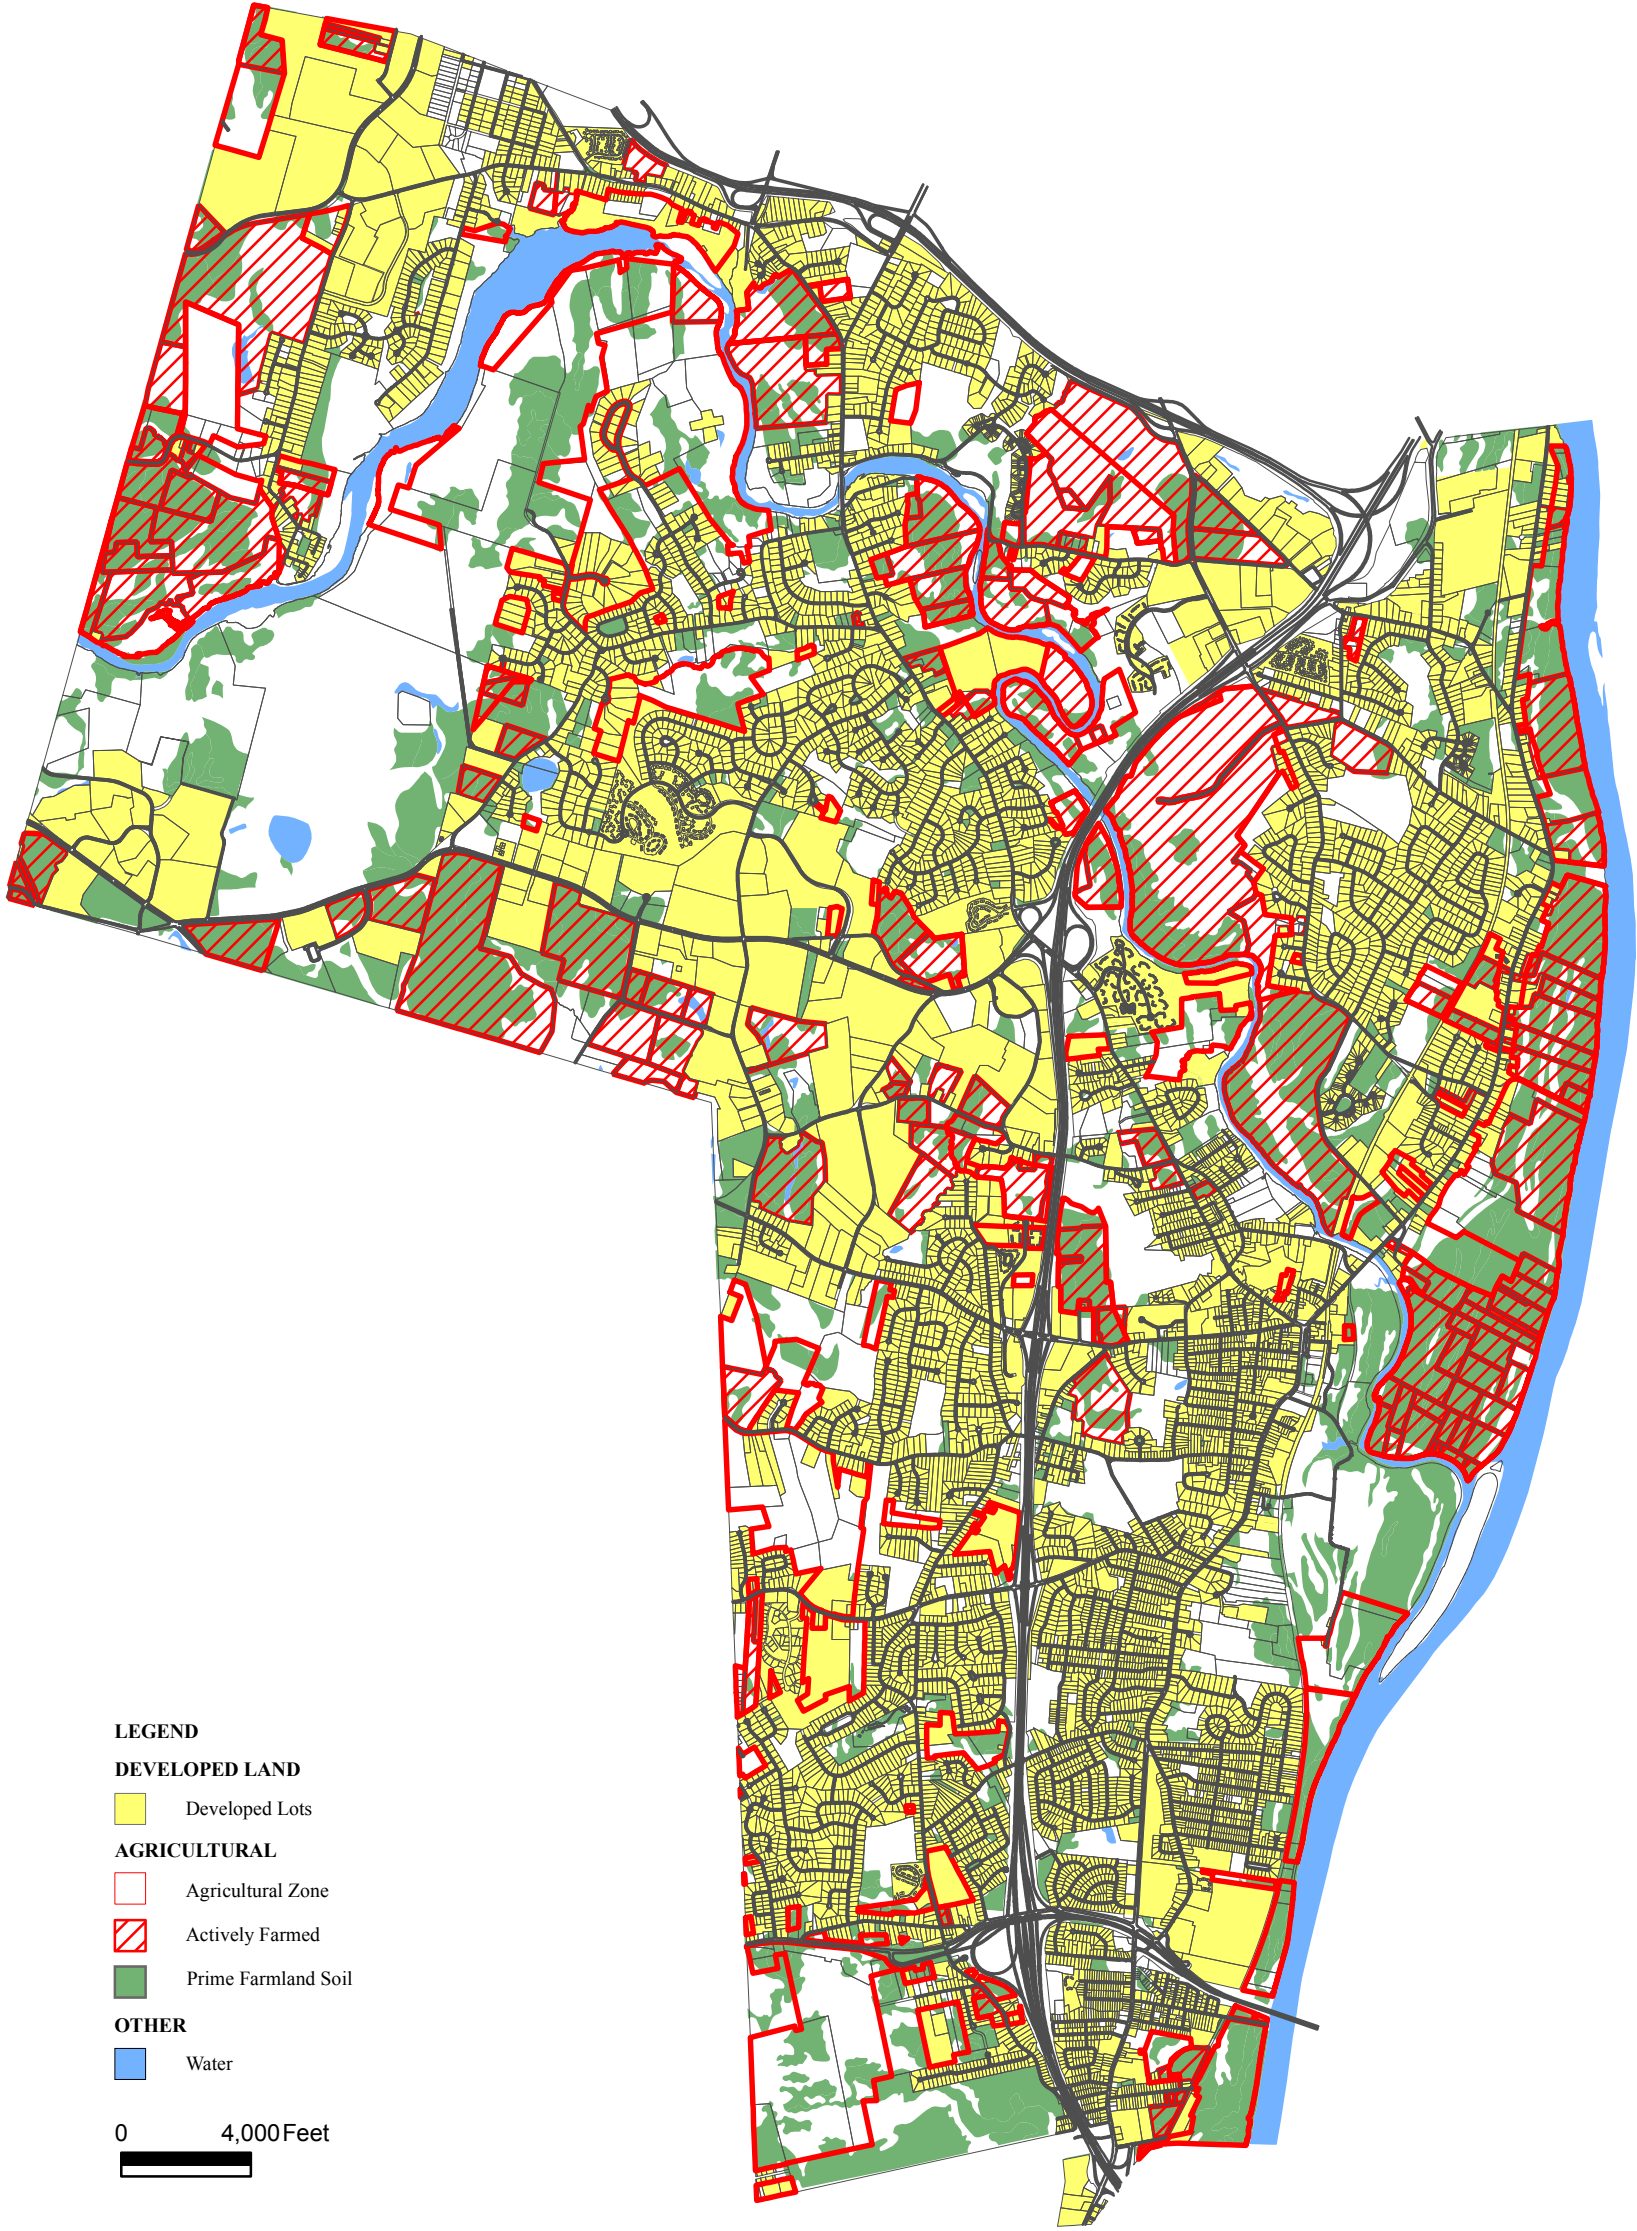 LEGEND
DEVELOPED LAND
Developed Lots
AGRICULTURAL
Agricultural Zone
Actively Farmed
Prime Farmland Soil
OTHER
Water
0 4,000 Feet